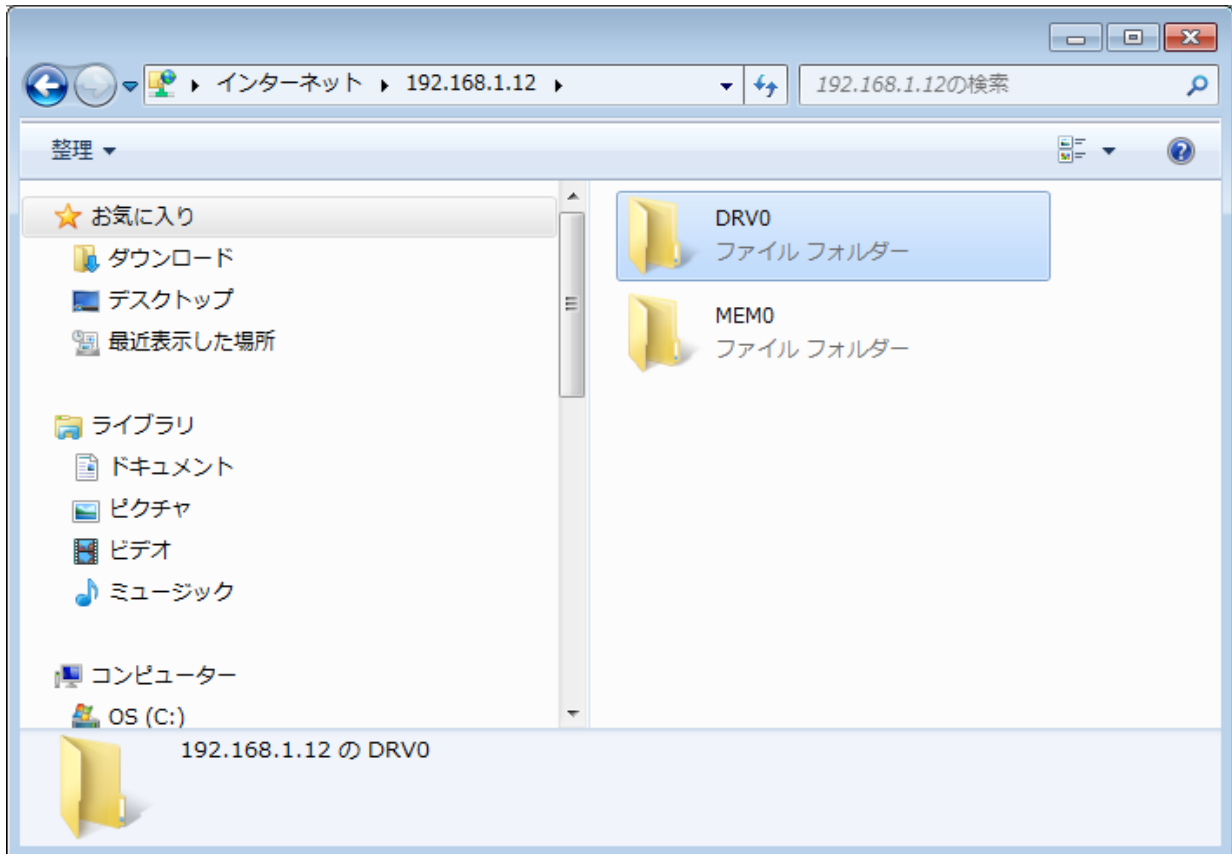 インターネット 192.168.1.12
192.168.1.12の検索
整理
お気に入り
ダウンロード
デスクトップ
最近表示した場所
ライブラリ
ドキュメント
ピクチャ
ビデオ
ミュージック
コンピューター
OS (C:)
DRV0
ファイル フォルダー
MEM0
ファイル フォルダー
192.168.1.12 の DRV0